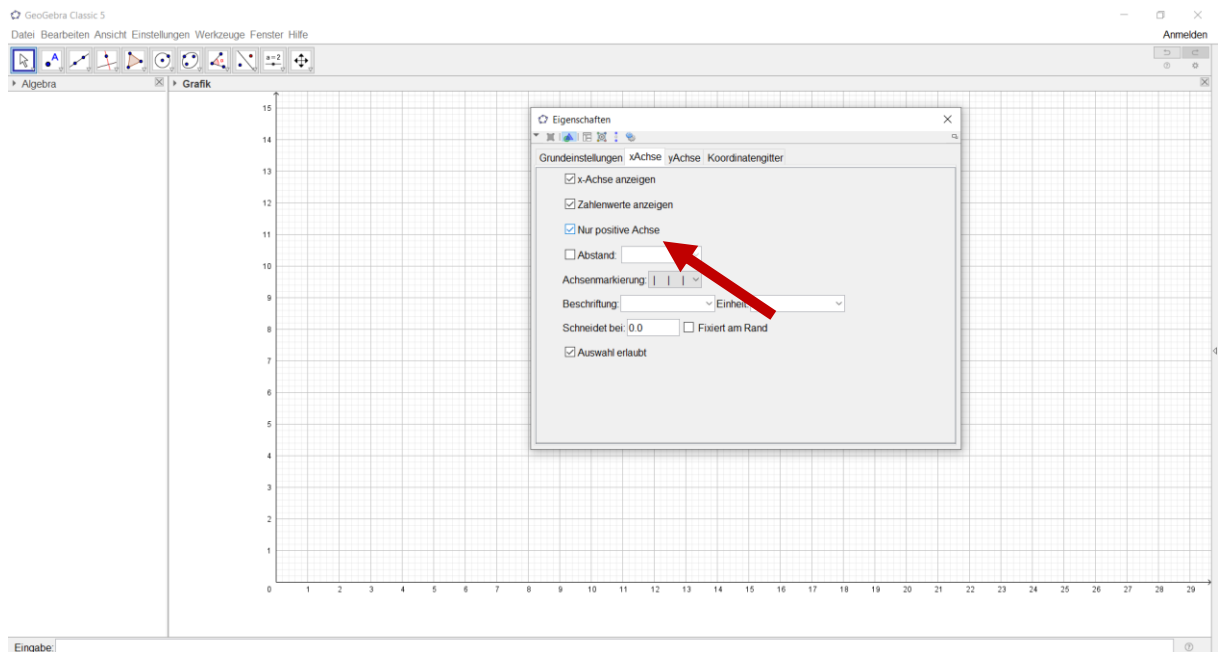 GeoGebra Classic 5
Datei Bearbeiten Ansicht Einstellungen Werkzeuge Fenster Hilfe
Anmelden
A
a=2
Algebra
Grafik
Eigenschaften
Grundeinstellungen xAchse yAchse Koordinatengitter
x-Achse anzeigen
Zahlenwerte anzeigen
Nur positive Achse
Abstand:
Achsenmarkierung: | | |
Beschriftung: Einheit:
Schneidet bei: 0.0 Fixiert am Rand
Auswahl erlaubt
15
14
13
12
11
10
9
8
7
6
5
4
3
2
1
0 1 2 3 4 5 6 7 8 9 10 11 12 13 14 15 16 17 18 19 20 21 22 23 24 25 26 27 28 29
Eingabe: